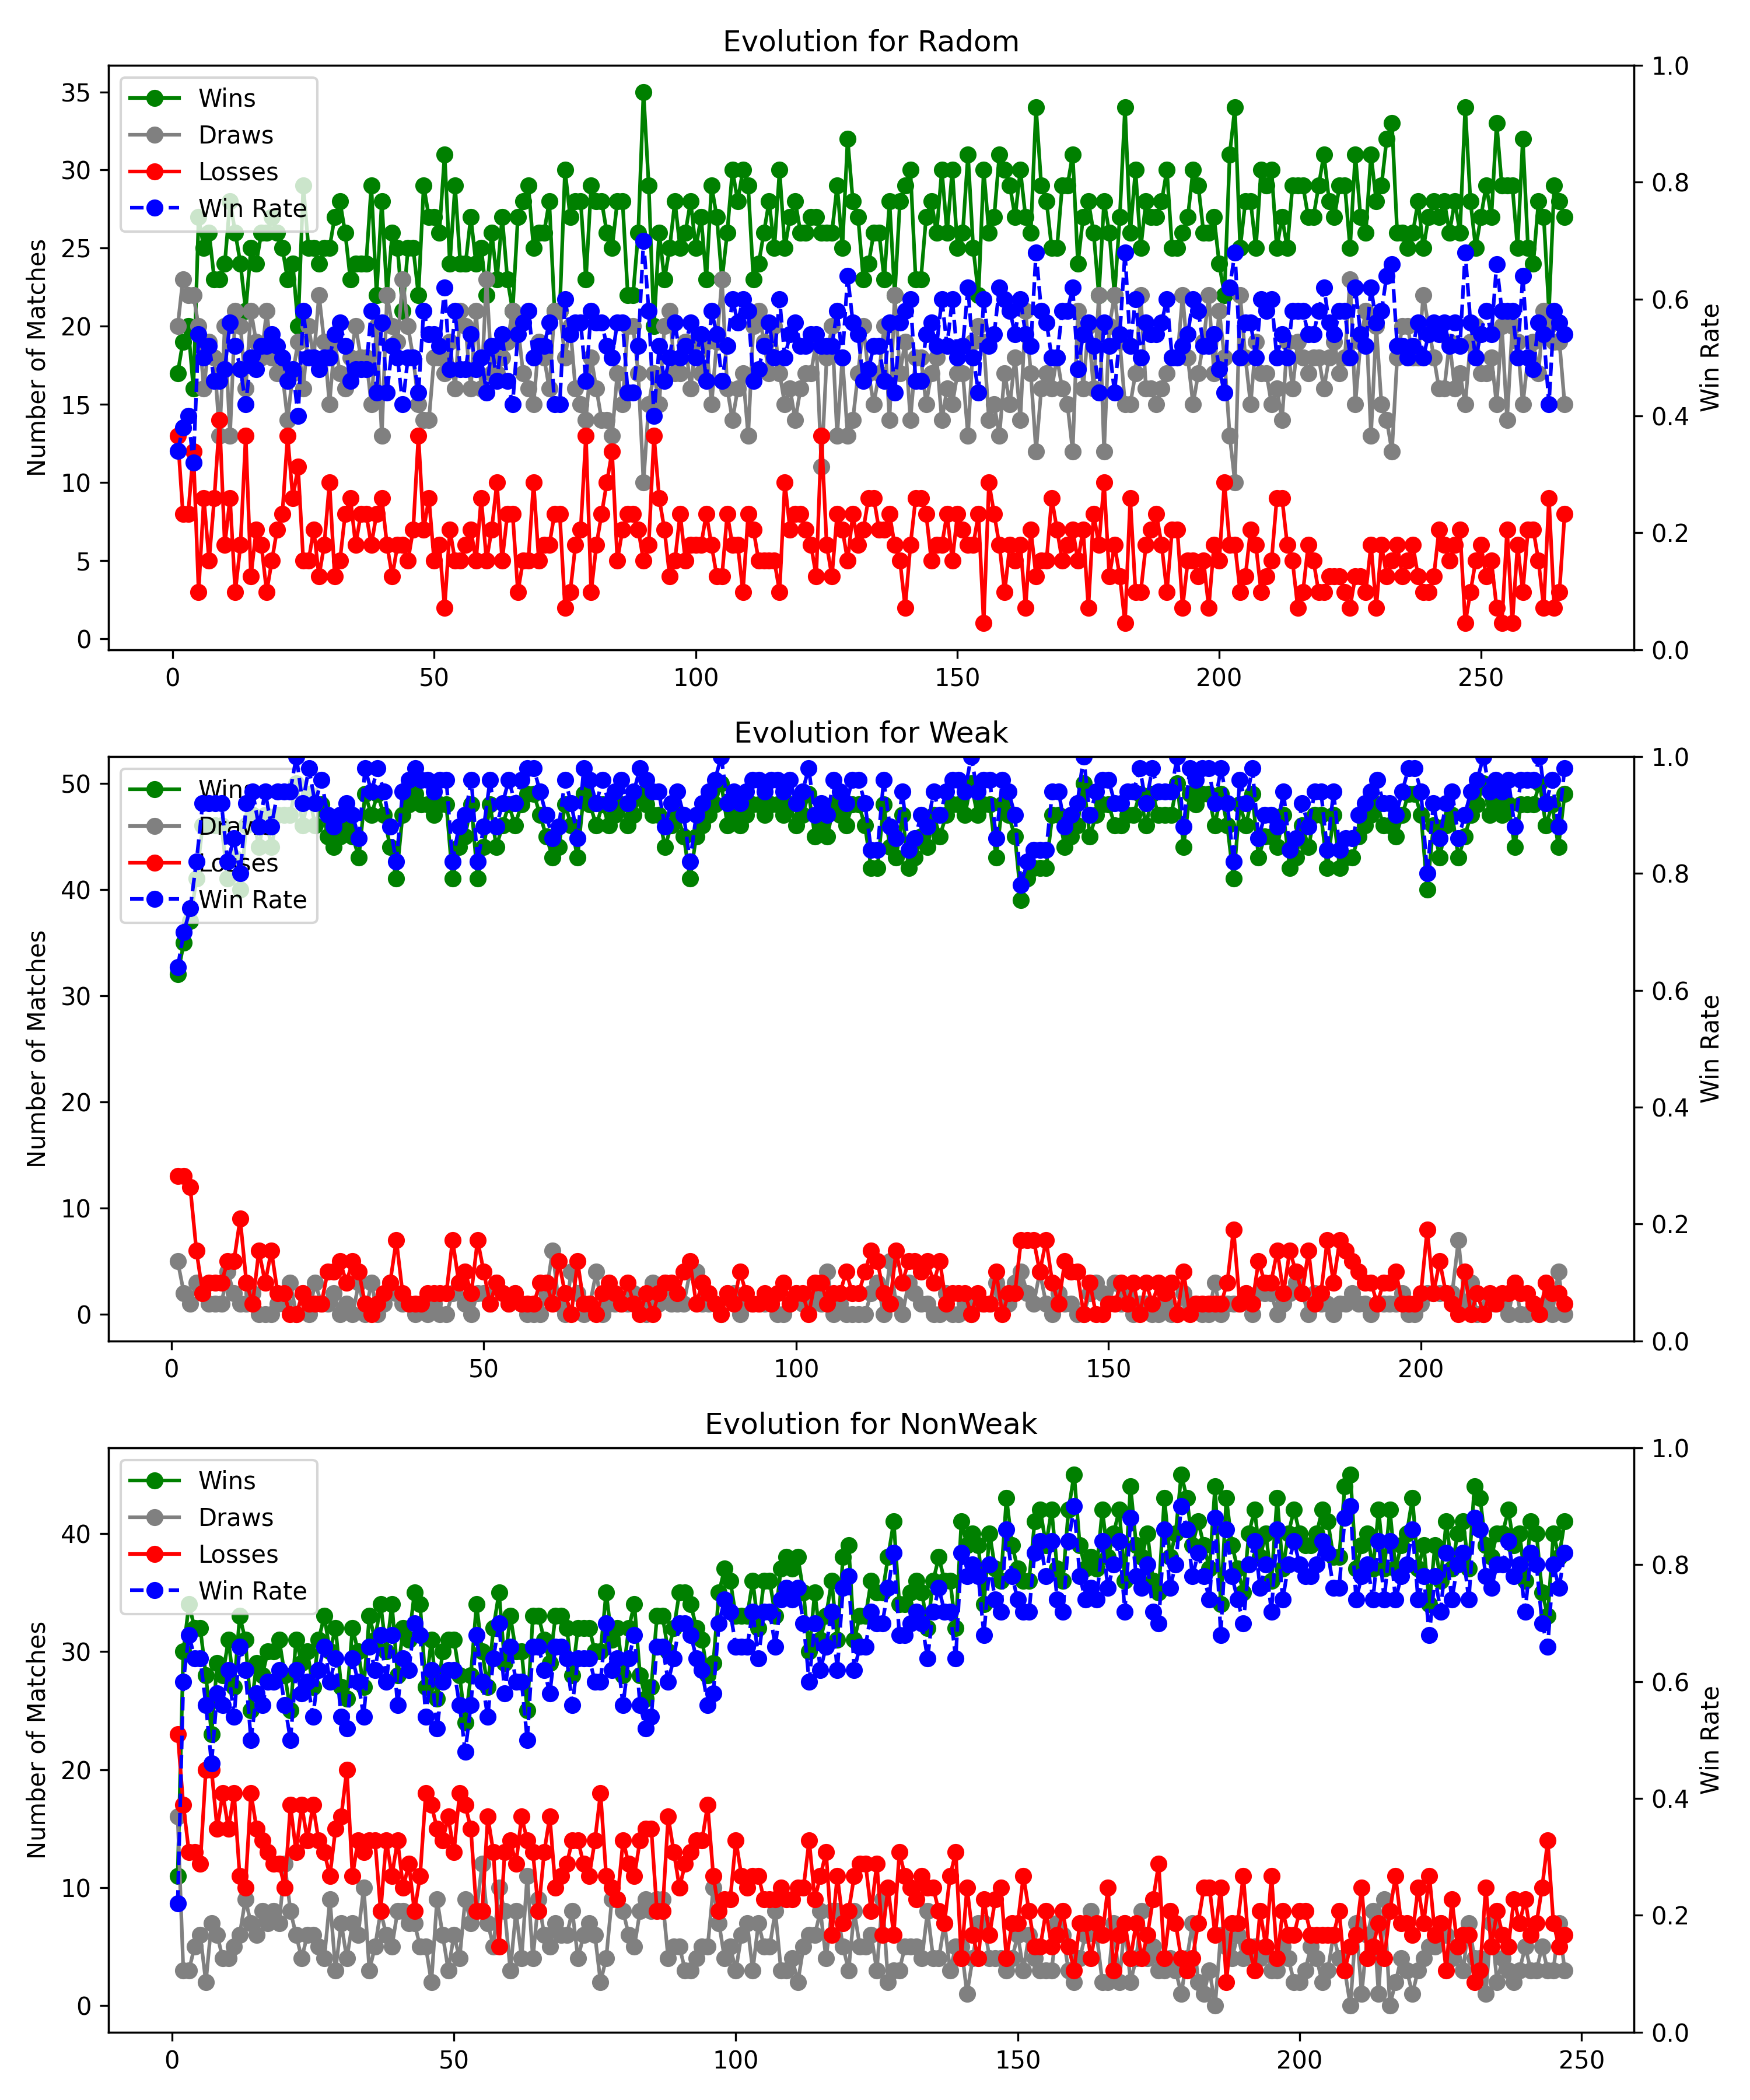 Evolution for Radom
Wins
Draws
Losses
Win Rate
Number of Matches
Win Rate
35
30
25
20
15
10
5
0
1.0
0.8
0.6
0.4
0.2
0.0
0 50 100 150 200 250
Evolution for Weak
Wins
Draws
Losses
Win Rate
Number of Matches
Win Rate
50
40
30
20
10
0
1.0
0.8
0.6
0.4
0.2
0.0
0 50 100 150 200
Evolution for NonWeak
Wins
Draws
Losses
Win Rate
Number of Matches
Win Rate
40
30
20
10
0
1.0
0.8
0.6
0.4
0.2
0.0
0 50 100 150 200 250